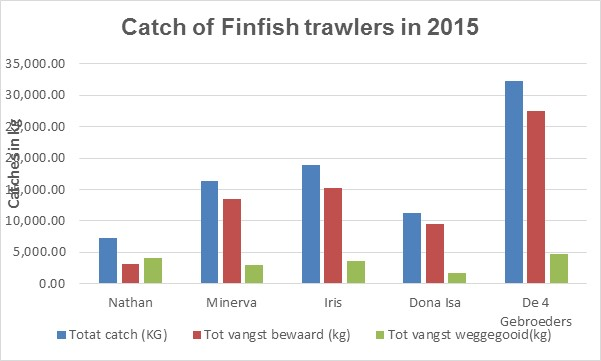 Catch of Finfish trawlers in 2015
Catches in kg
35,000.00
30,000.00
25,000.00
20,000.00
15,000.00
10,000.00
5,000.00
0.00
Nathan
Minerva
Iris
Dona Isa
De 4
Gebroeders
Totat catch (KG)
Tot vangst bewaard (kg)
Tot vangst weggegooid(kg)